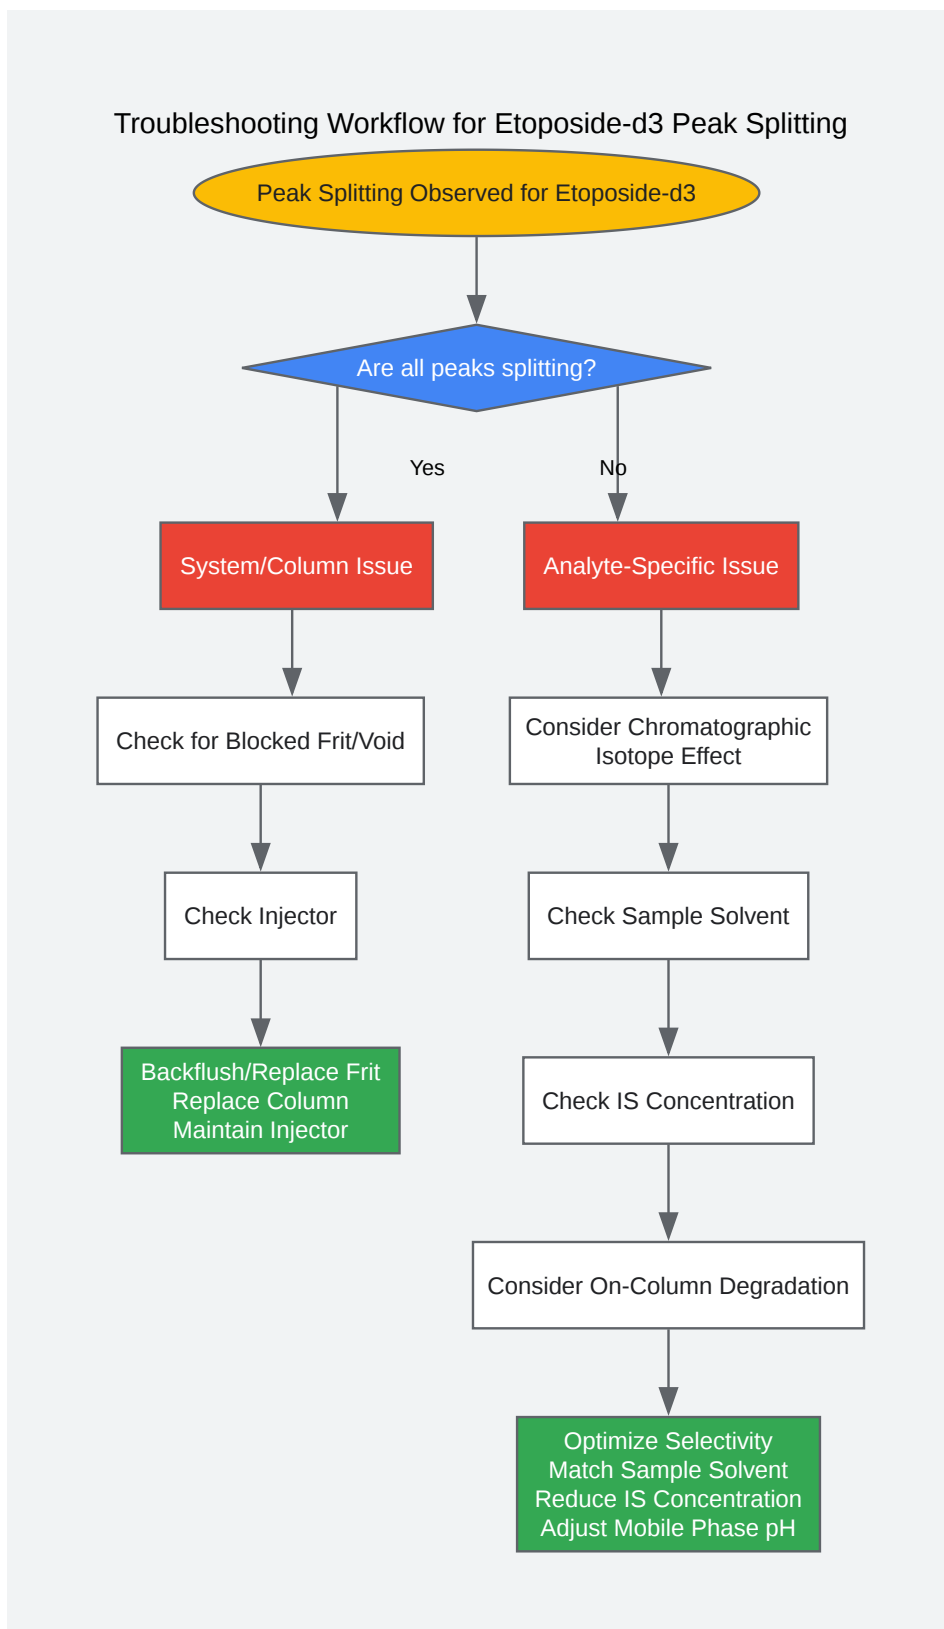 Troubleshooting Workflow for Etoposide-d3 Peak Splitting
Peak Splitting Observed for Etoposide-d3
Are all peaks splitting?
Yes
No
System/Column Issue
Analyte-Specific Issue
Check for Blocked Frit/Void
Consider Chromatographic
Isotope Effect
Check Injector
Check Sample Solvent
Backflush/Replace Frit
Replace Column
Maintain Injector
Check IS Concentration
Consider On-Column Degradation
Optimize Selectivity
Match Sample Solvent
Reduce IS Concentration
Adjust Mobile Phase pH